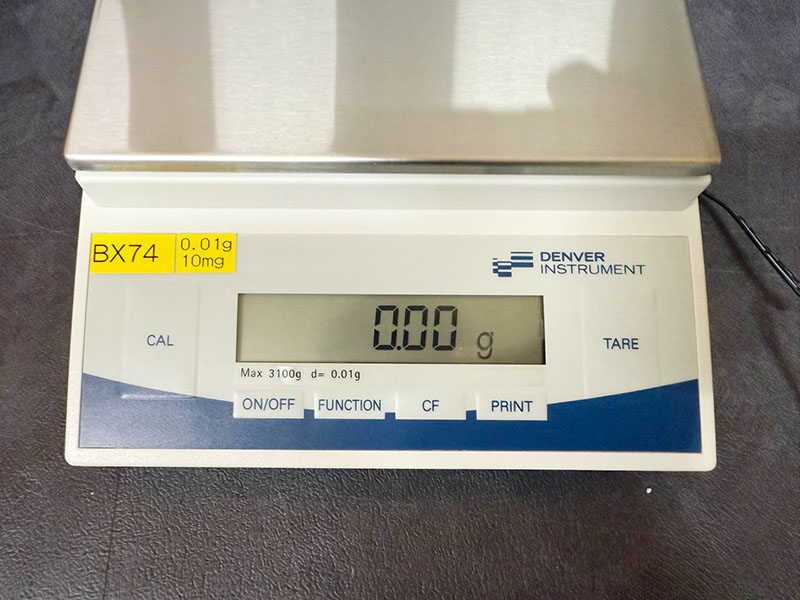 BX74
0.01g
10mg
DENVER
INSTRUMENT
0.00 g
CAL
TARE
Max 3100g d= 0.01g
ON/OFF FUNCTION CF PRINT